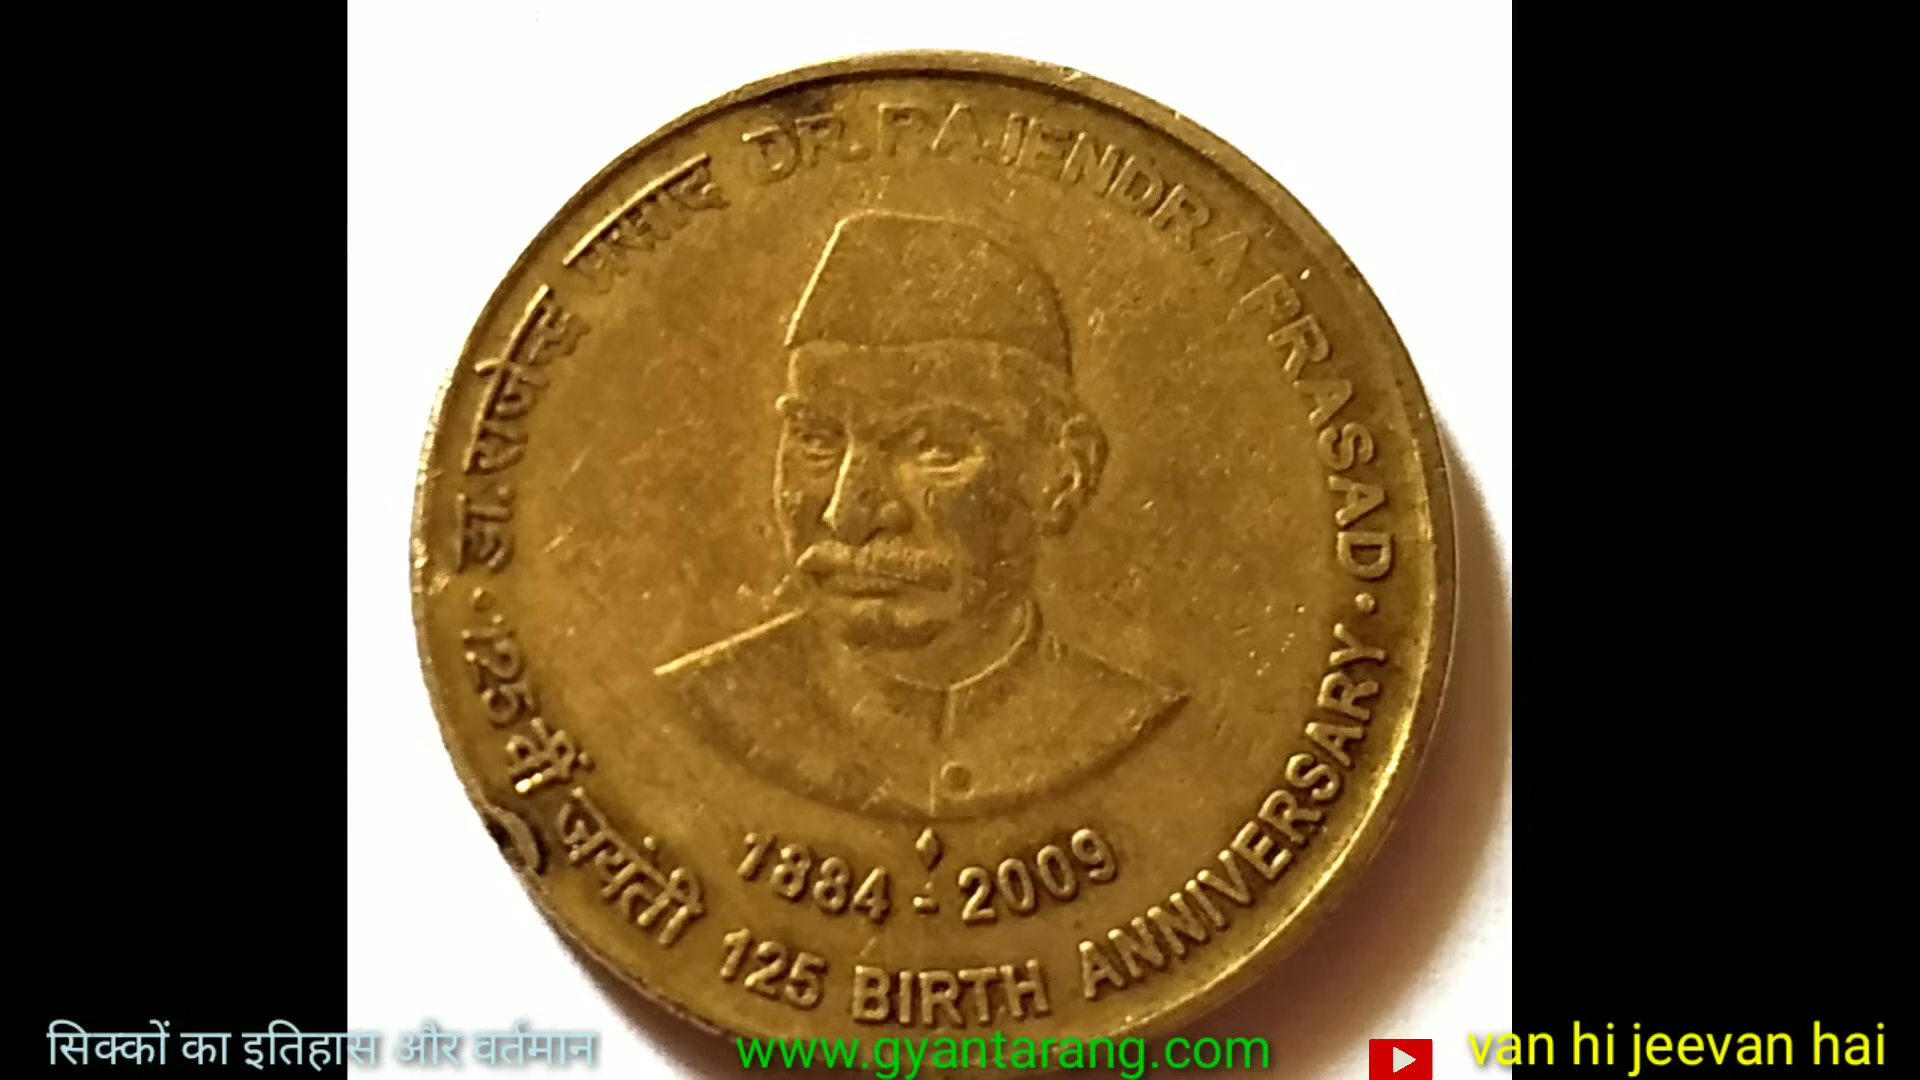 डा. राजेन्द्र प्रसाद DR. RAJENDRA PRASAD
• 125वीं जयंती 125 BIRTH ANNIVERSARY •
1884 - 2009
सिक्कों का इतिहास और वर्तमान
www.gyantarang.com
van hi jeevan hai